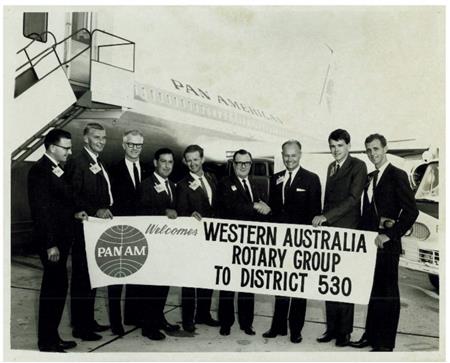 PAN AMERICAN
Welcomes
PAN AM
WESTERN AUSTRALIA
ROTARY GROUP
TO DISTRICT 530